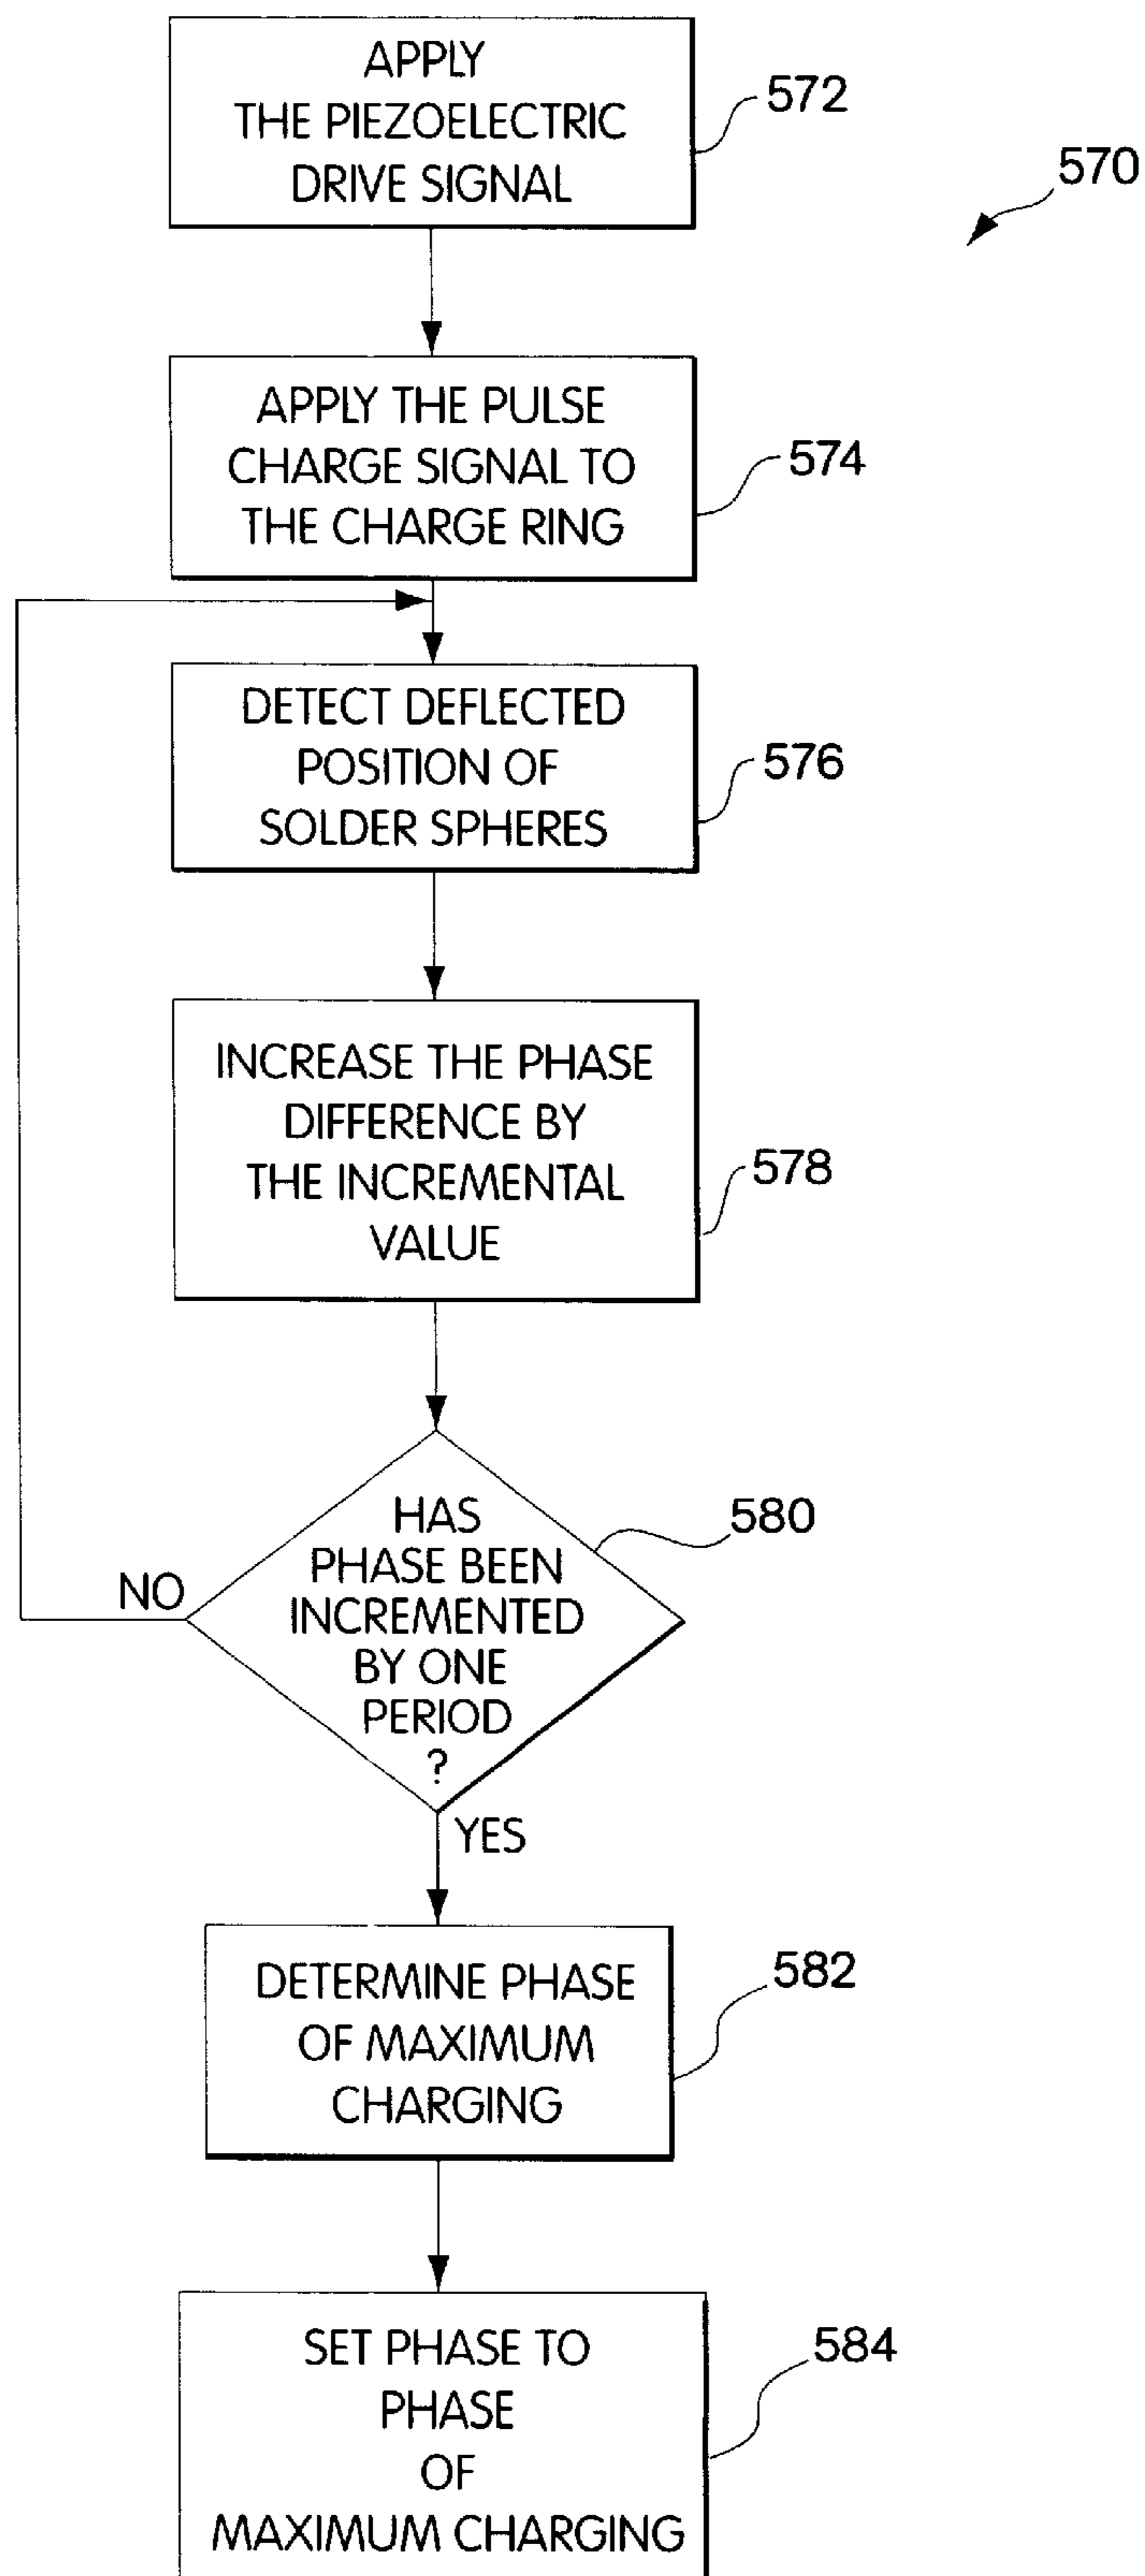 APPLY
THE PIEZOELECTRIC
DRIVE SIGNAL
572
570
APPLY THE PULSE
CHARGE SIGNAL TO
THE CHARGE RING
574
DETECT DEFLECTED
POSITION OF
SOLDER SPHERES
576
INCREASE THE PHASE
DIFFERENCE BY
THE INCREMENTAL
VALUE
578
HAS
PHASE BEEN
INCREMENTED
BY ONE
PERIOD
?
580
NO
YES
DETERMINE PHASE
OF MAXIMUM
CHARGING
582
SET PHASE TO
PHASE
OF
MAXIMUM CHARGING
584